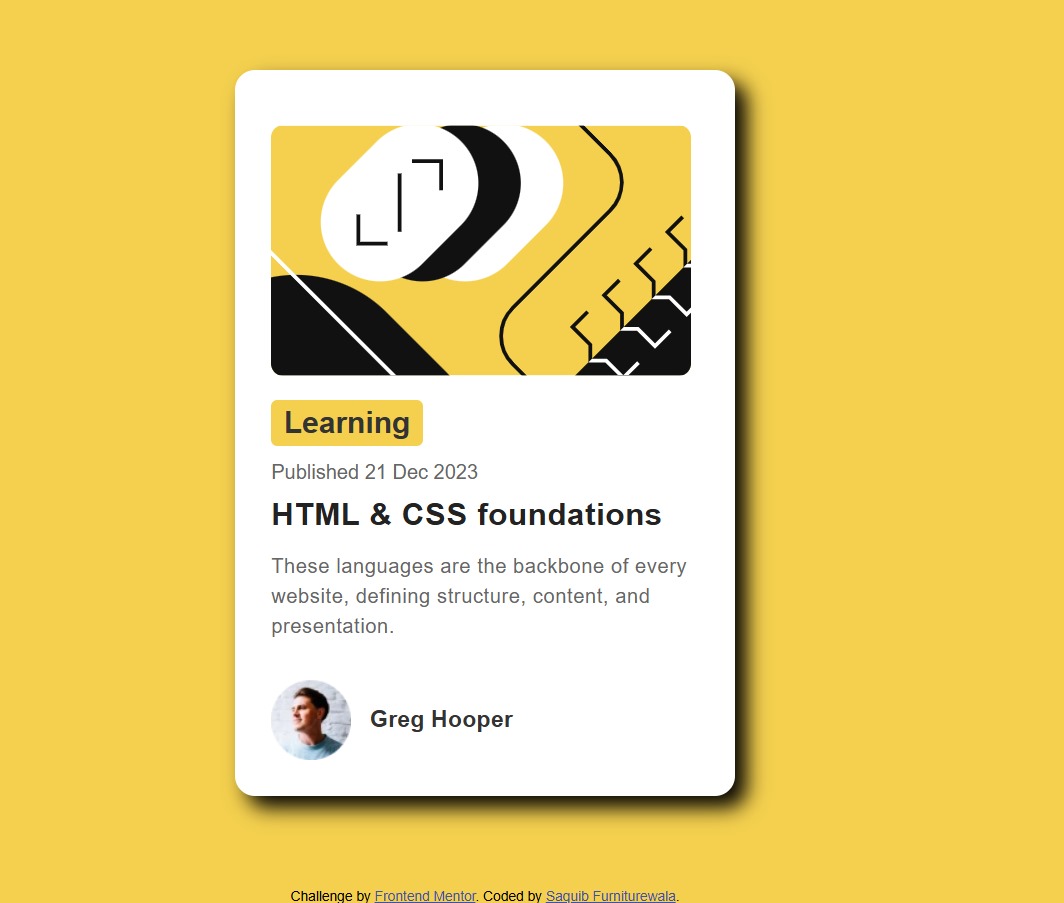 Learning
Published 21 Dec 2023
HTML & CSS foundations
These languages are the backbone of every
website, defining structure, content, and
presentation.
Greg Hooper
Challenge by Frontend Mentor. Coded by Saquib Furniturewala.